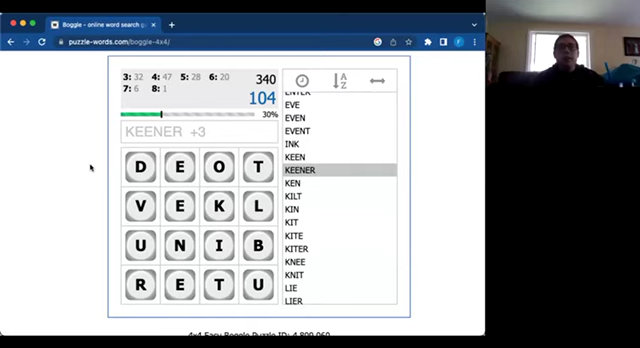 Boggle - online word search g
puzzle-words.com/boggle-4x4/
3: 32 4: 47 5: 28 6: 20
7: 6 8: 1
340
104
30%
KEENER +3
D E O T
V E K L
U N I B
R E T U
A
Z
ENTER
EVE
EVEN
EVENT
INK
KEEN
KEENER
KEN
KILT
KIN
KIT
KITE
KITER
KNEE
KNIT
LIE
LIER
4x4 Easy Boggle Puzzle ID: 4,809,060